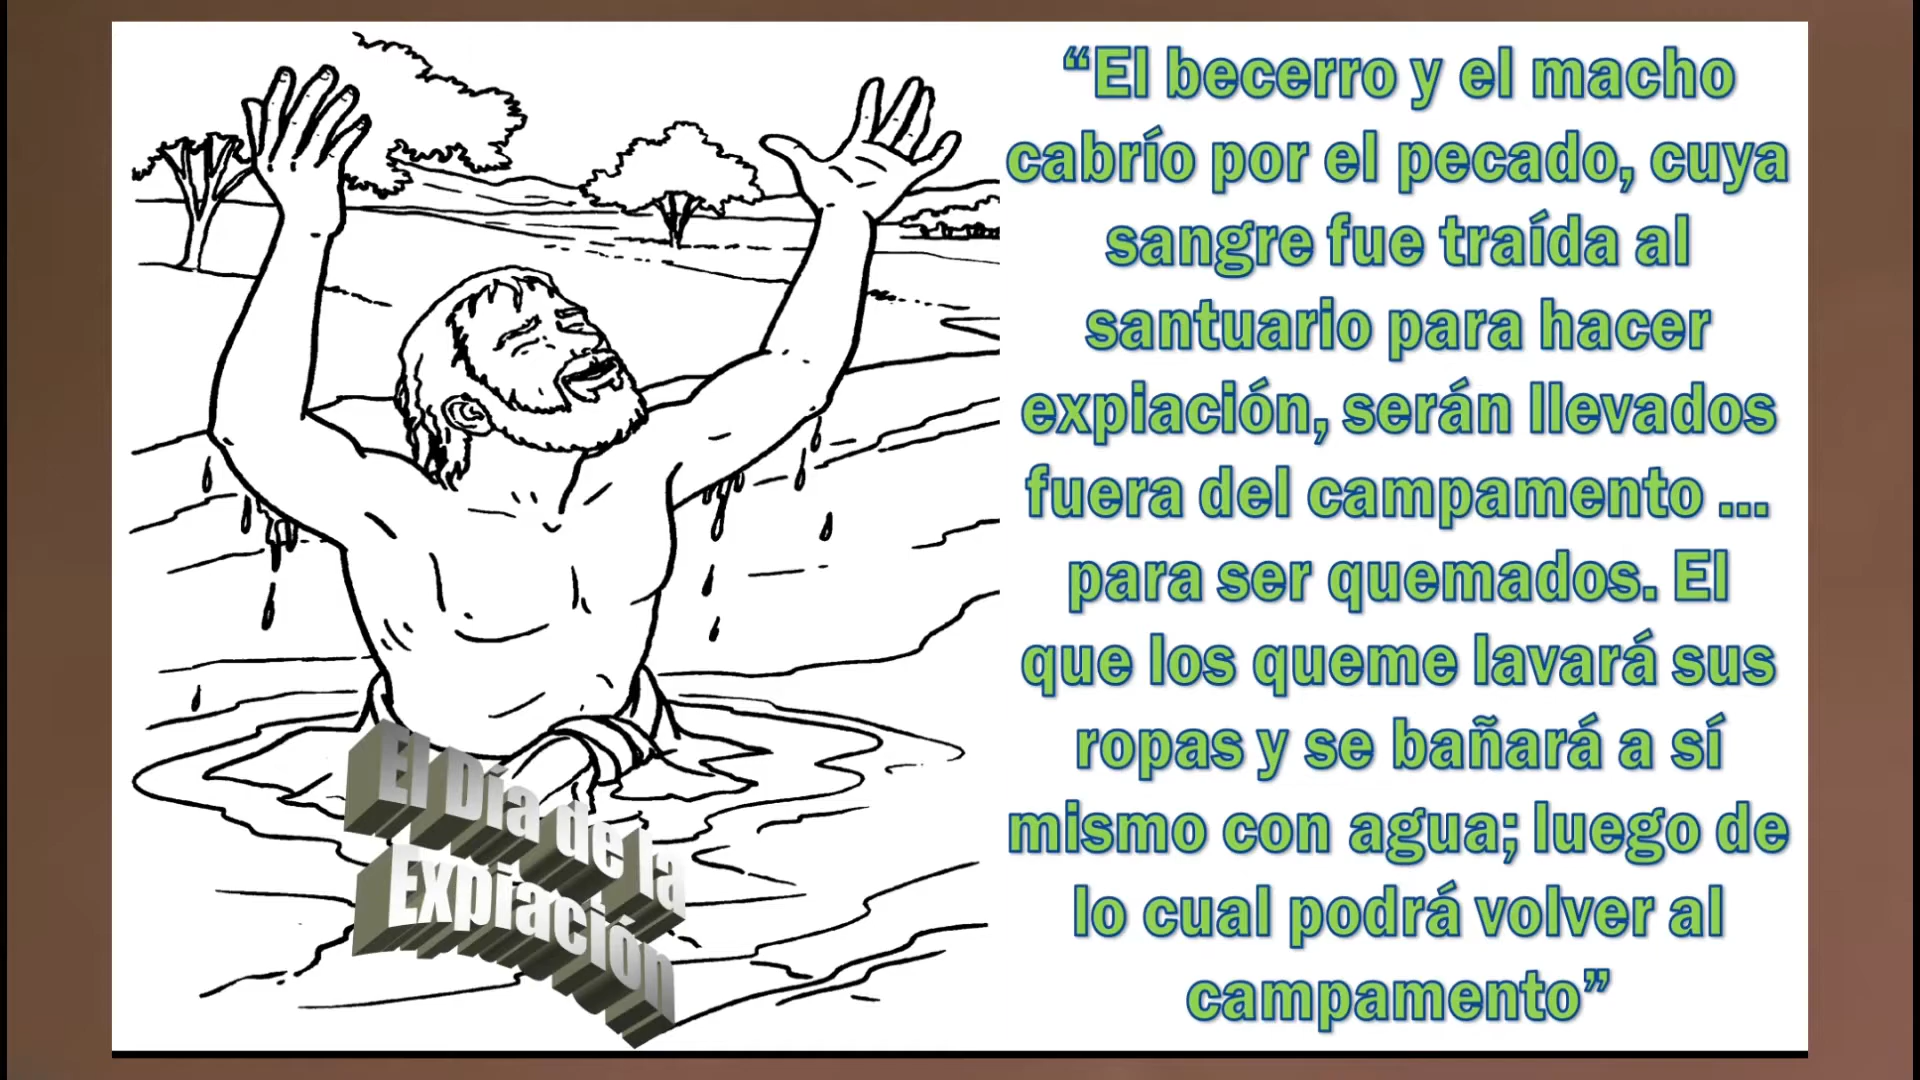 “El becerro y el macho
cabrío por el pecado, cuya
sangre fue traída al
santuario para hacer
expiación, serán llevados
fuera del campamento ...
para ser quemados. El
que los queme lavará sus
ropas y se bañará a sí
mismo con agua; luego de
lo cual podrá volver al
campamento”
El Día de la
Expiación